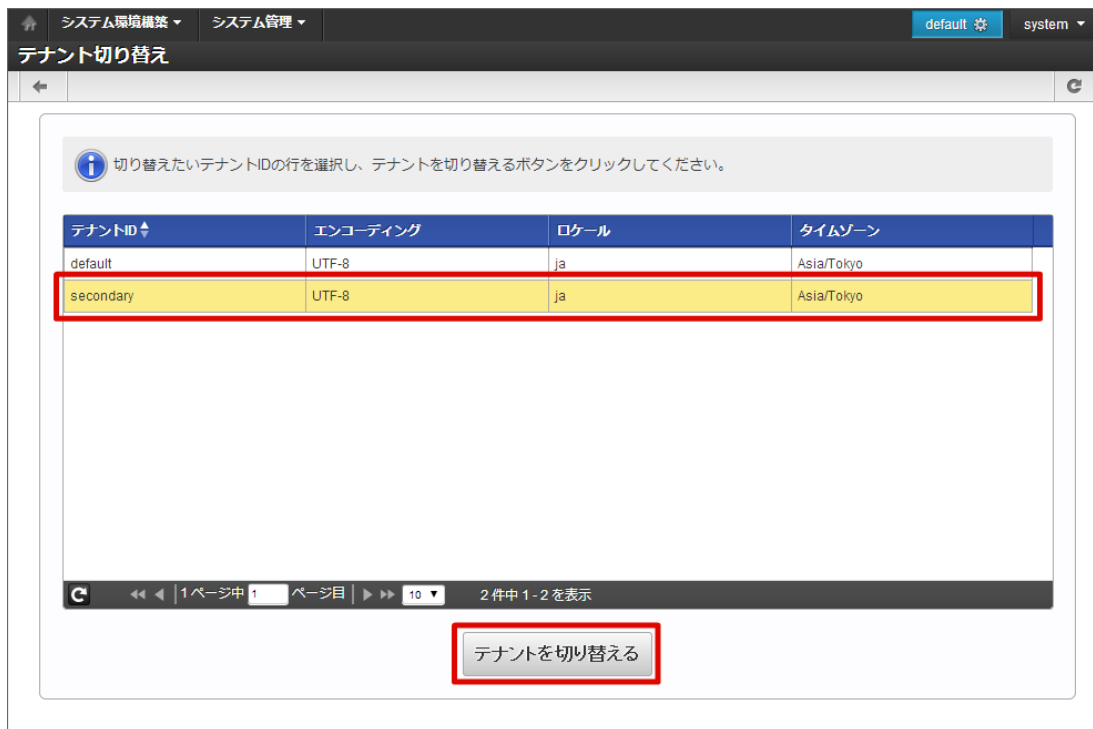 システム環境構築 システム管理 default system
テナント切り替え
切り替えたいテナントIDの行を選択し、テナントを切り替えるボタンをクリックしてください。
テナントID エンコーディング ロケール タイムゾーン
default UTF-8 ja Asia/Tokyo
secondary UTF-8 ja Asia/Tokyo
1 ページ中 1 ページ目 10 2 件中 1 - 2 を表示
テナントを切り替える